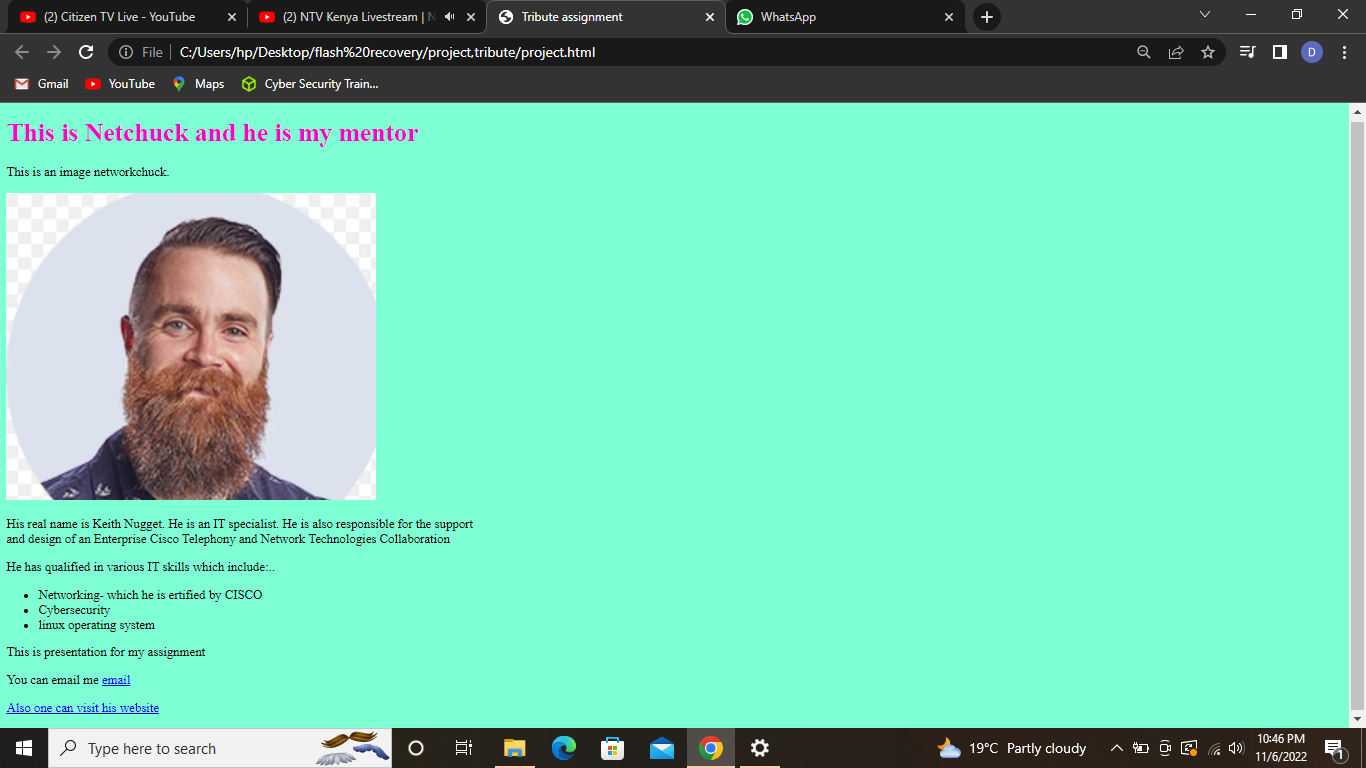 (2) Citizen TV Live - YouTube
(2) NTV Kenya Livestream | N
Tribute assignment
WhatsApp
File
C:/Users/hp/Desktop/flash%20recovery/project,tribute/project.html
D
Gmail
YouTube
Maps
Cyber Security Train...
This is Netchuck and he is my mentor
This is an image networkchuck.
His real name is Keith Nugget. He is an IT specialist. He is also responsible for the support
and design of an Enterprise Cisco Telephony and Network Technologies Collaboration
He has qualified in various IT skills which include:..
Networking- which he is ertified by CISCO
Cybersecurity
linux operating system
This is presentation for my assignment
You can email me email
Also one can visit his website
Type here to search
19°C Partly cloudy
10:46 PM
11/6/2022
1